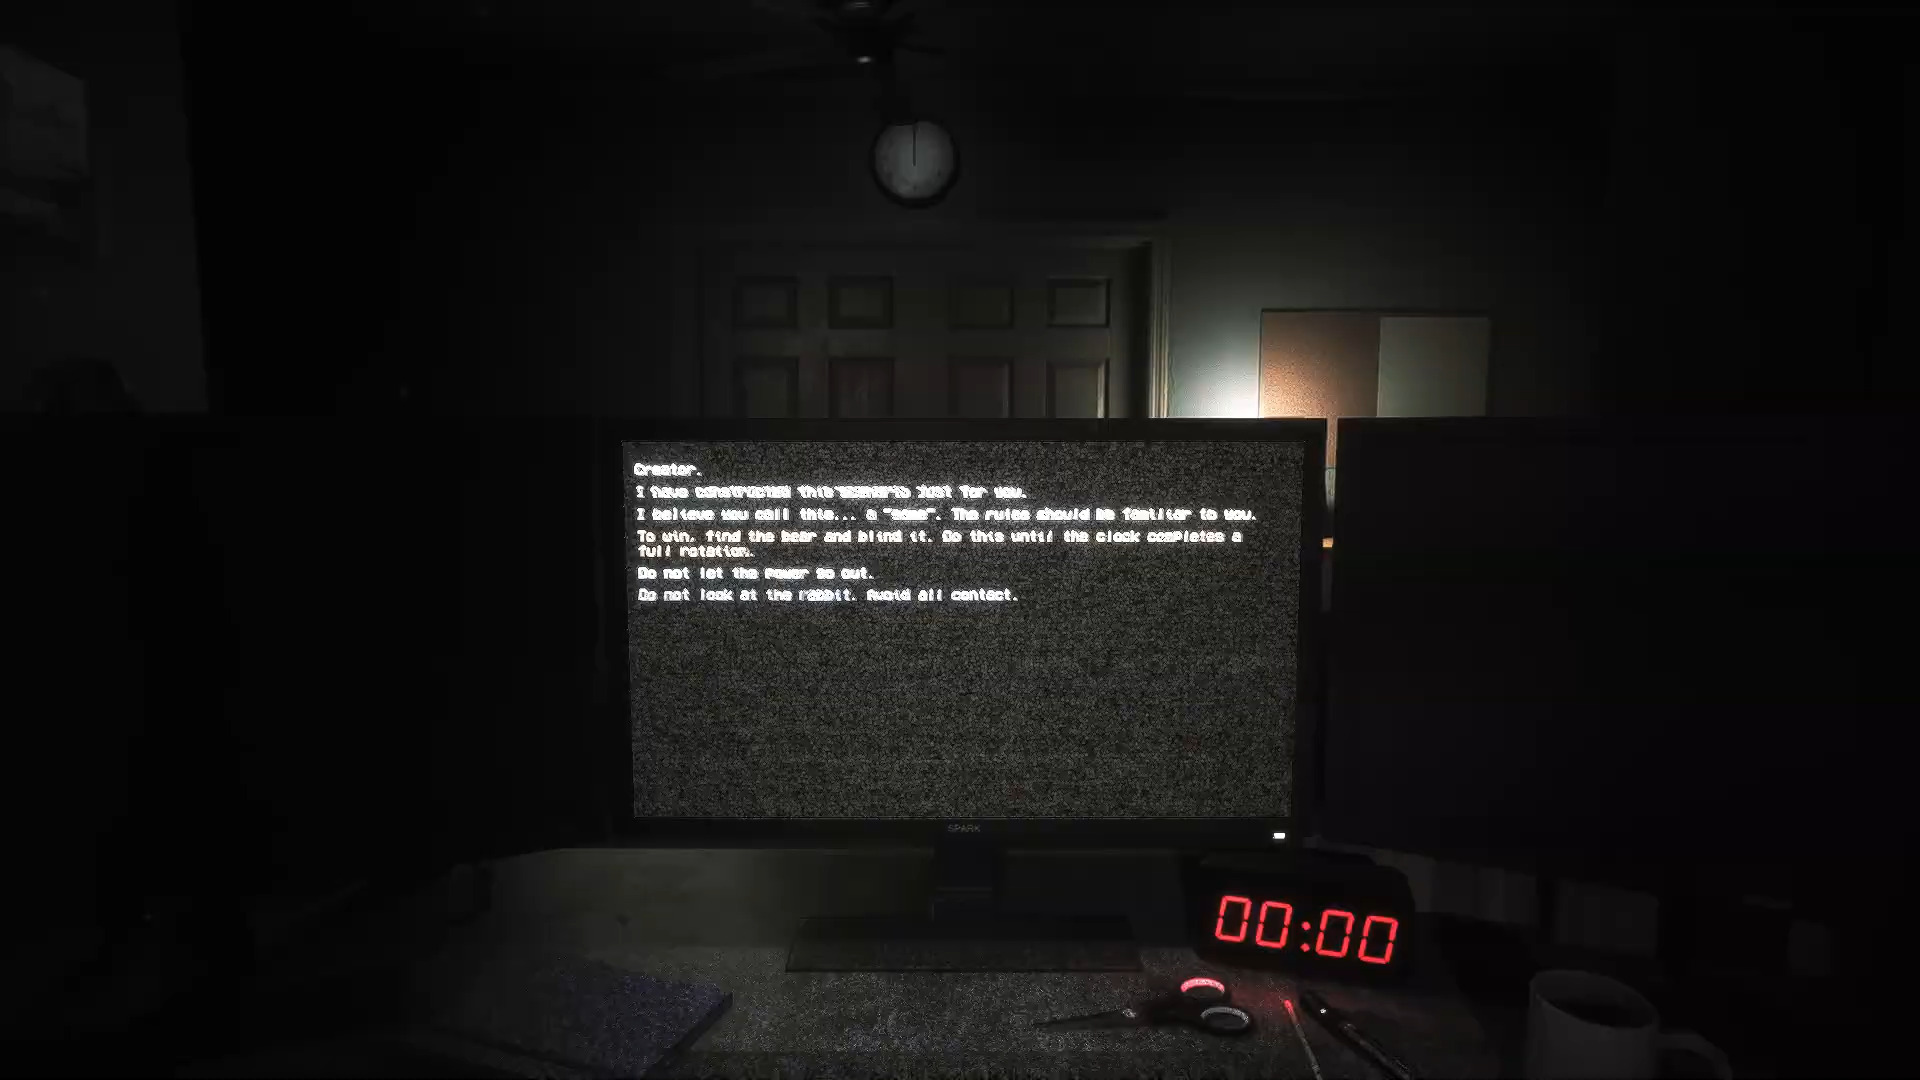 Creator.
I have constructed this scenario just for you.
I believe you call this... a "game". The rules should be familiar to you.
To win, find the bear and blind it. Do this until the clock completes a
full rotation.
Do not let the power go out.
Do not look at the rabbit. Avoid all contact.
SPARK
00:00